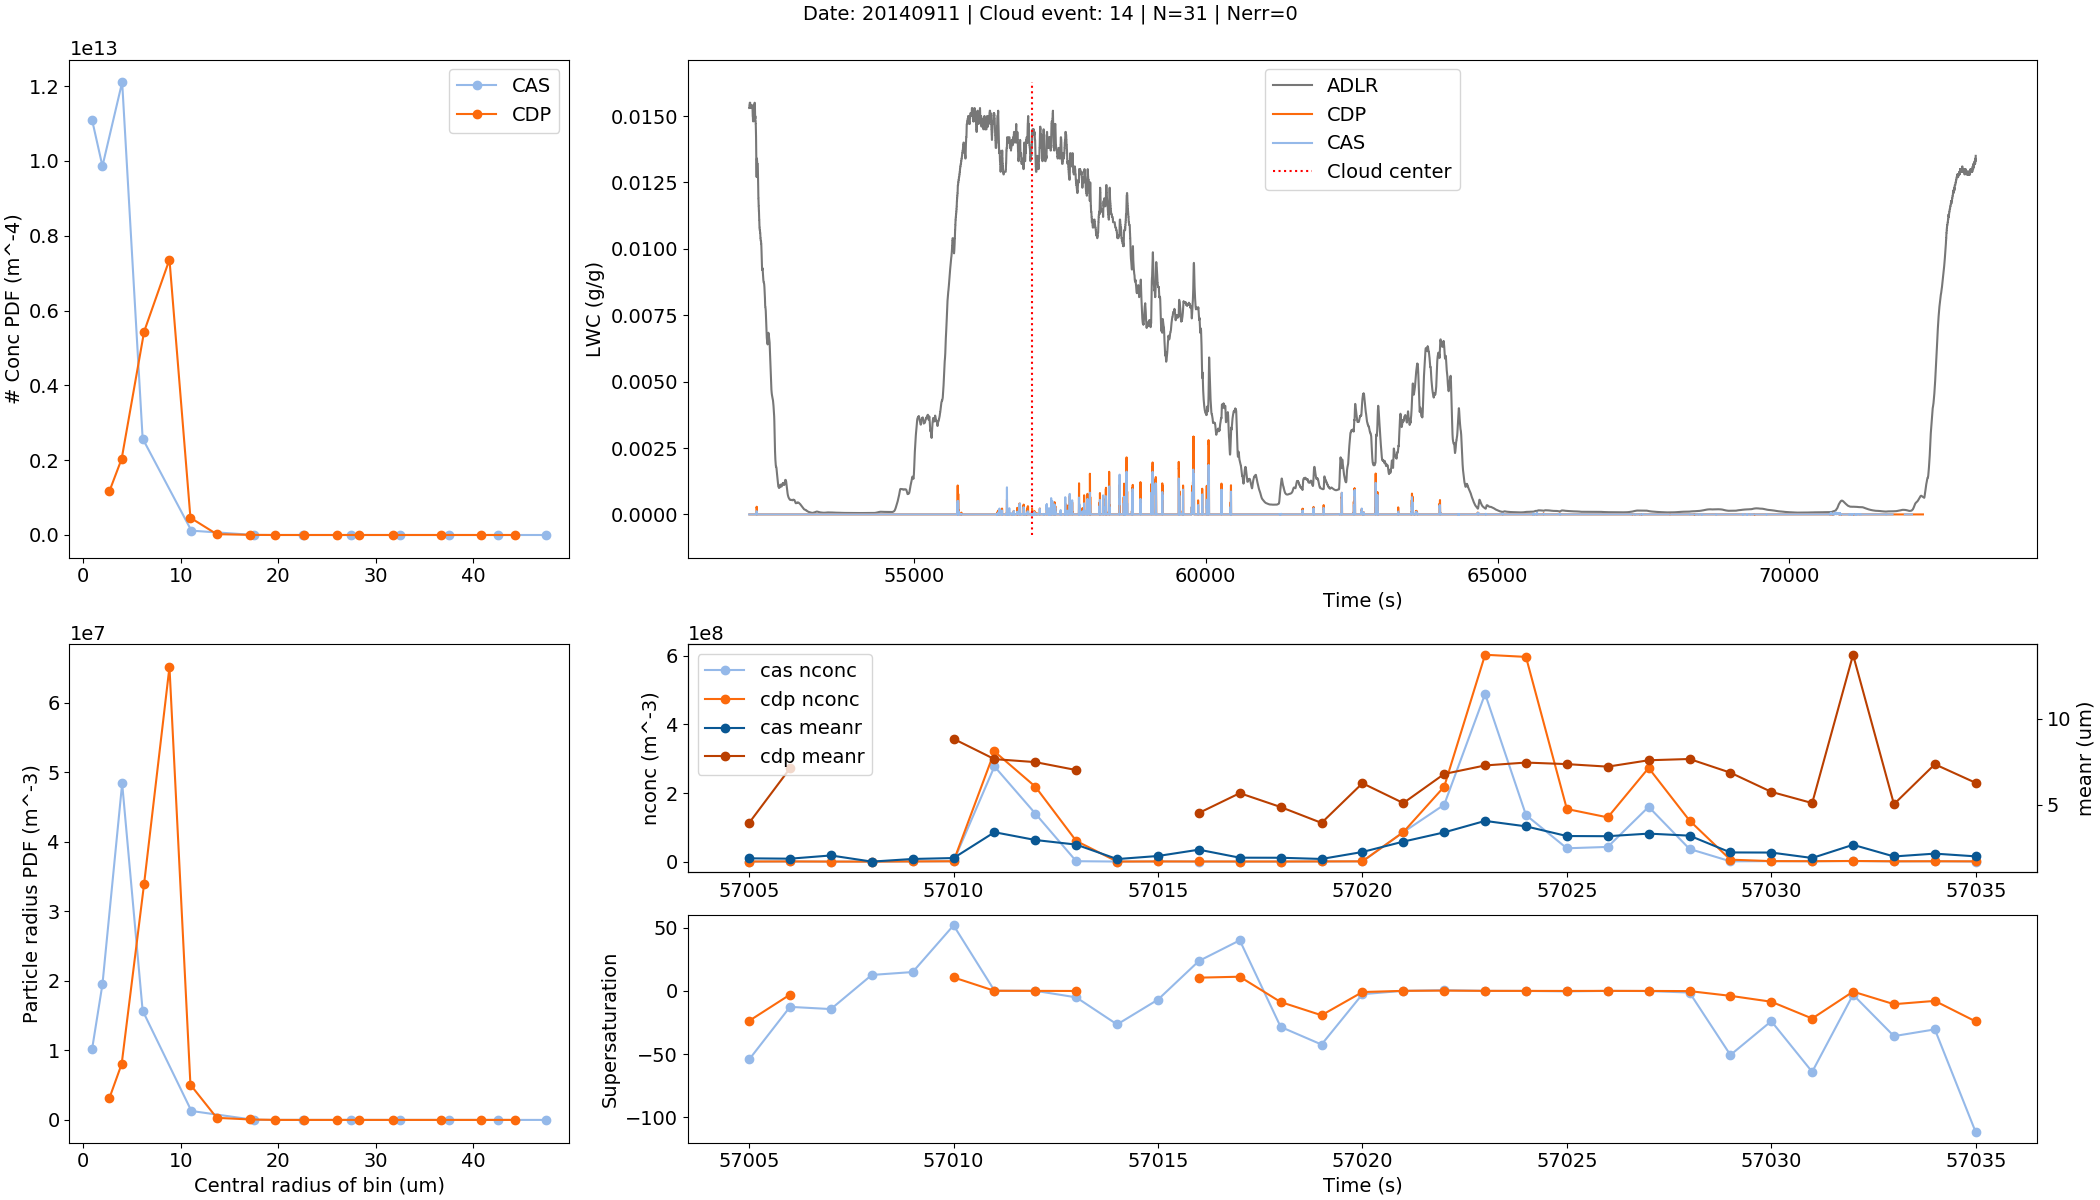 Date: 20140911 | Cloud event: 14 | N=31 | Nerr=0
1e13
# Conc PDF (m^-4)
1.2
1.0
0.8
0.6
0.4
0.2
0.0
CAS
CDP
0 10 20 30 40
LWC (g/g)
0.0150
0.0125
0.0100
0.0075
0.0050
0.0025
0.0000
ADLR
CDP
CAS
Cloud center
55000 60000 65000 70000
Time (s)
1e7
Particle radius PDF (m^-3)
6
5
4
3
2
1
0
0 10 20 30 40
Central radius of bin (um)
1e8
nconc (m^-3)
6
4
2
0
cas nconc
cdp nconc
cas meanr
cdp meanr
10
5
meanr (um)
57005 57010 57015 57020 57025 57030 57035
Supersaturation
50
0
−50
−100
57005 57010 57015 57020 57025 57030 57035
Time (s)